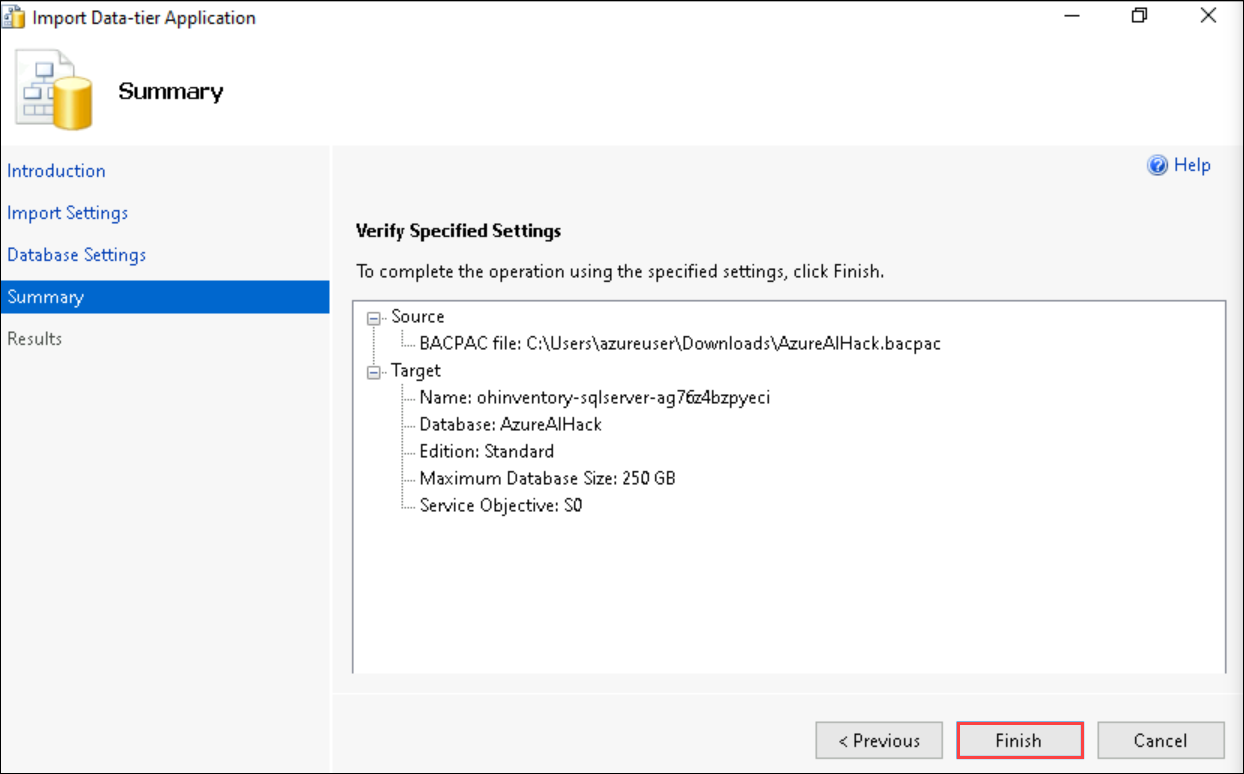 Import Data-tier Application
Summary
Introduction
Import Settings
Database Settings
Summary
Results
Help
Verify Specified Settings
To complete the operation using the specified settings, click Finish.
Source
BACPAC file: C:\Users\azureuser\Downloads\AzureAIHack.bacpac
Target
Name: ohinventory-sqlserver-ag76z4bzpyeci
Database: AzureAIHack
Edition: Standard
Maximum Database Size: 250 GB
Service Objective: S0
< Previous
Finish
Cancel